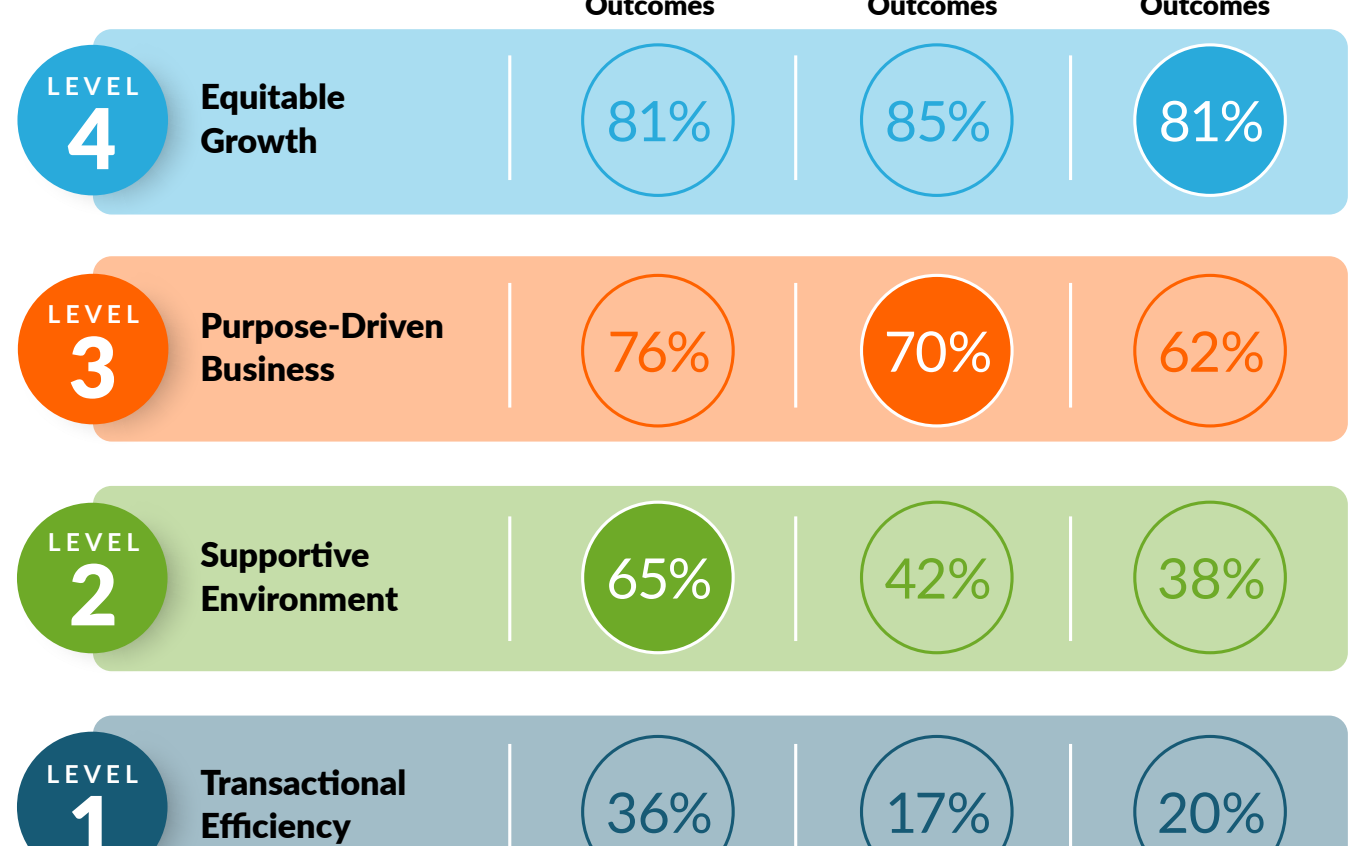 Outcomes Outcomes Outcomes
LEVEL
4
Equitable
Growth
81% 85% 81%
LEVEL
3
Purpose-Driven
Business
76% 70% 62%
LEVEL
2
Supportive
Environment
65% 42% 38%
LEVEL
1
Transactional
Efficiency
36% 17% 20%